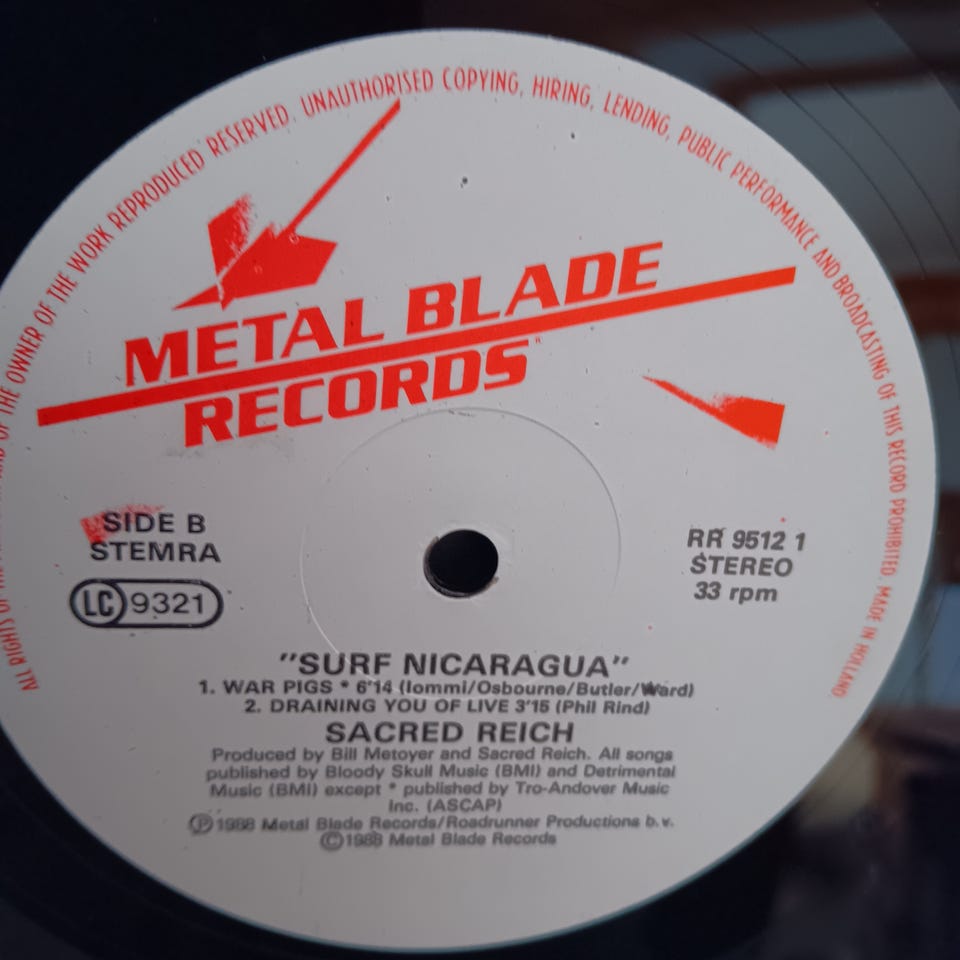 ALL RIGHTS OF THE
AND OF THE OWNER OF THE WORK REPRODUCED RESERVED. UNAUTHORISED COPYING, HIRING, LENDING, PUBLIC PERFORMANCE AND BROADCASTING OF THIS RECORD PROHIBITED. MADE IN HOLLAND.
METAL BLADE
RECORDS
SIDE B
STEMRA
LC 9321
RR 9512 1
STEREO
33 rpm
"SURF NICARAGUA"
1. WAR PIGS * 6'14 (Iommi/Osbourne/Butler/Ward)
2. DRAINING YOU OF LIVE 3'15 (Phil Rind)
SACRED REICH
Produced by Bill Metoyer and Sacred Reich. All songs
published by Bloody Skull Music (BMI) and Detrimental
Music (BMI) except * published by Tro-Andover Music
Inc. (ASCAP)
Ⓟ1988 Metal Blade Records/Roadrunner Productions b.v.
©1988 Metal Blade Records